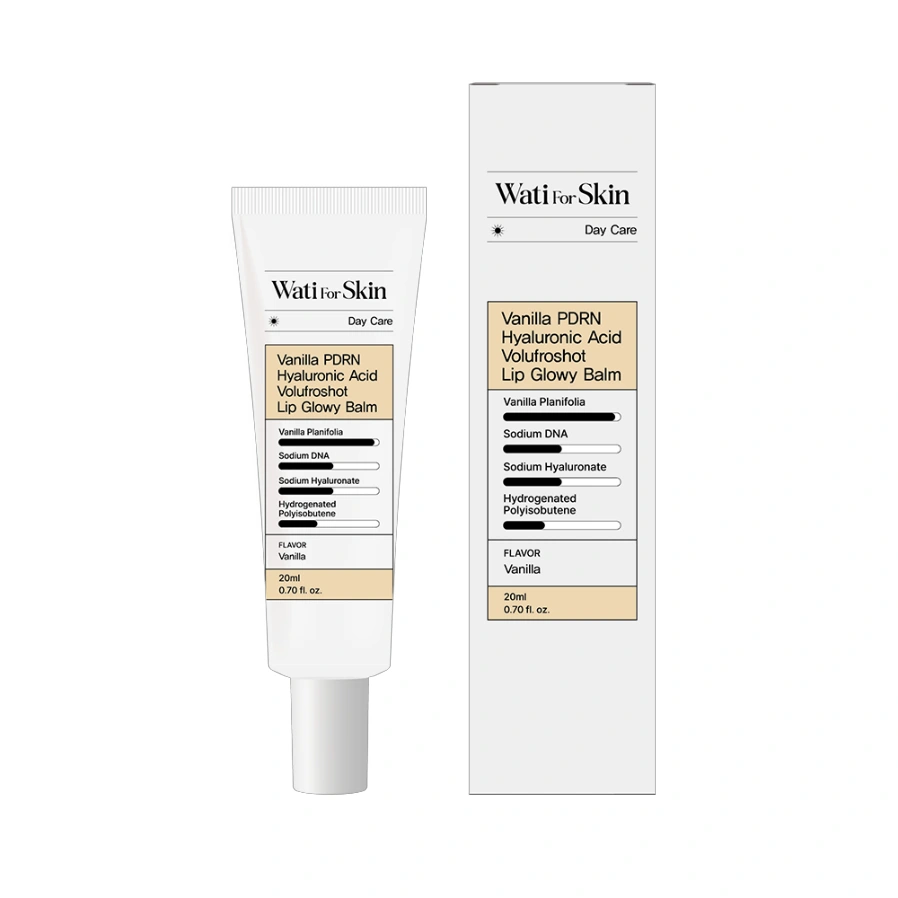 Wati For Skin
Day Care
Vanilla PDRN
Hyaluronic Acid
Volufroshot
Lip Glowy Balm
Vanilla Planifolia
Sodium DNA
Sodium Hyaluronate
Hydrogenated
Polyisobutene
FLAVOR
Vanilla
20ml
0.70 fl. oz.
Wati For Skin
Day Care
Vanilla PDRN
Hyaluronic Acid
Volufroshot
Lip Glowy Balm
Vanilla Planifolia
Sodium DNA
Sodium Hyaluronate
Hydrogenated
Polyisobutene
FLAVOR
Vanilla
20ml
0.70 fl. oz.